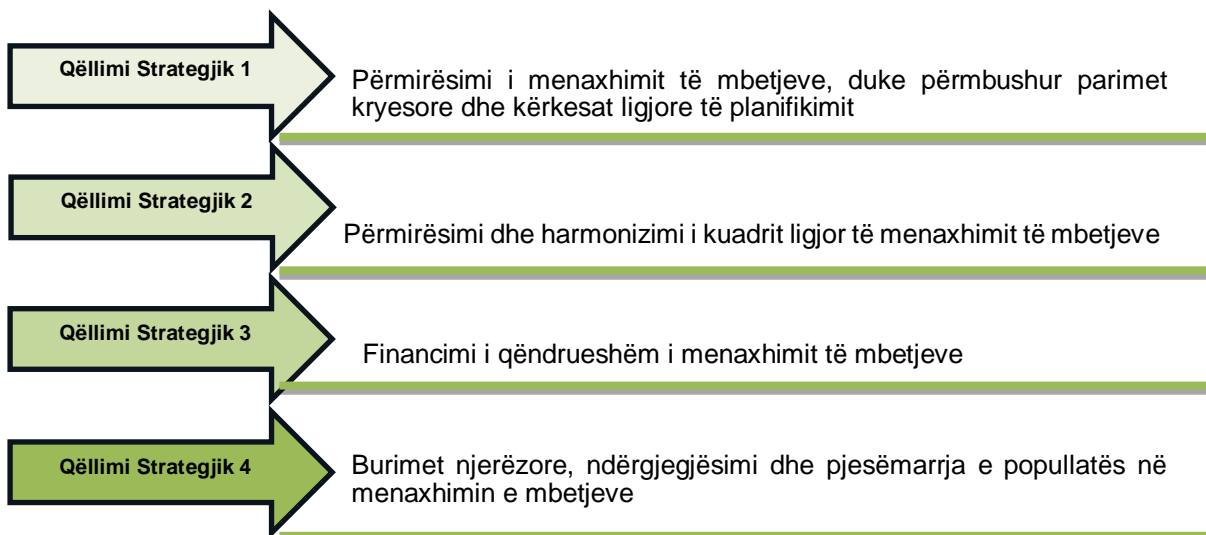 Qëllimi Strategjik 1
Përmirësimi i menaxhimit të mbetjeve, duke përmbushur parimet
kryesore dhe kërkesat ligjore të planifikimit
Qëllimi Strategjik 2
Përmirësimi dhe harmonizimi i kuadrit ligjor të menaxhimit të mbetjeve
Qëllimi Strategjik 3
Financimi i qëndrueshëm i menaxhimit të mbetjeve
Qëllimi Strategjik 4
Burimet njerëzore, ndërgjegjësimi dhe pjesëmarrja e popullatës në
menaxhimin e mbetjeve